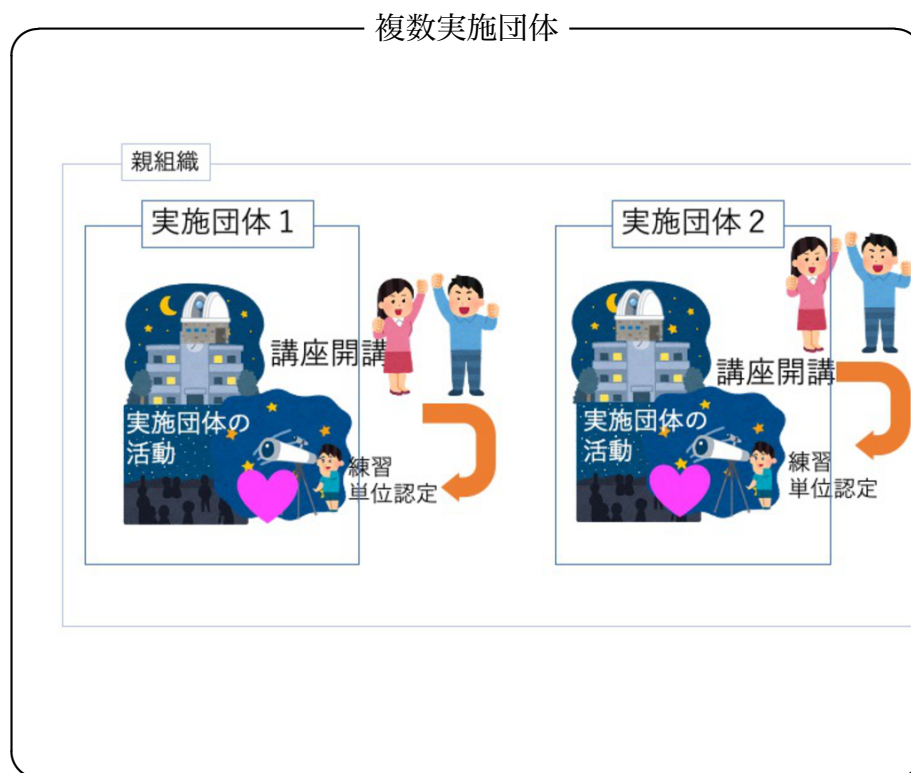 複数実施団体
親組織
実施団体1
講座開講
実施団体の
活動
練習
単位認定
実施団体2
講座開講
実施団体の
活動
練習
単位認定